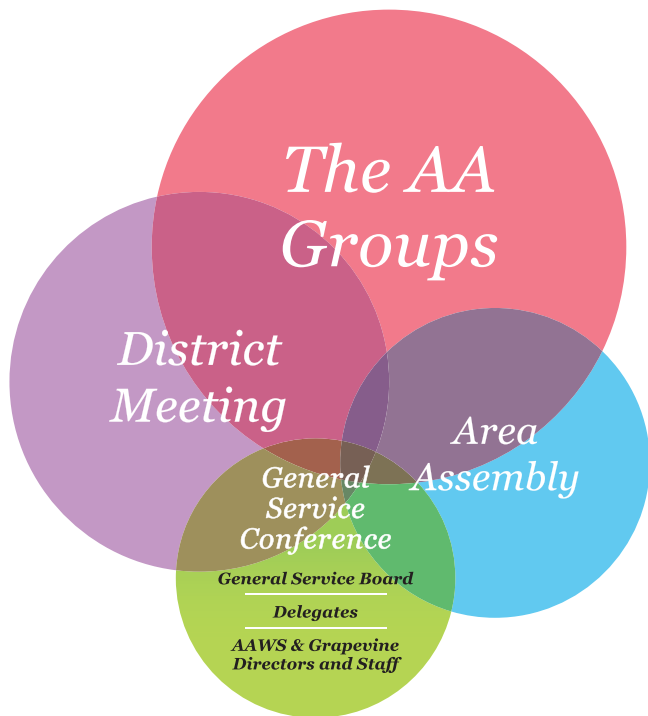 The AA
Groups
District
Meeting
Area
Assembly
General
Service
Conference
General Service Board
Delegates
AAWS & Grapevine
Directors and Staff